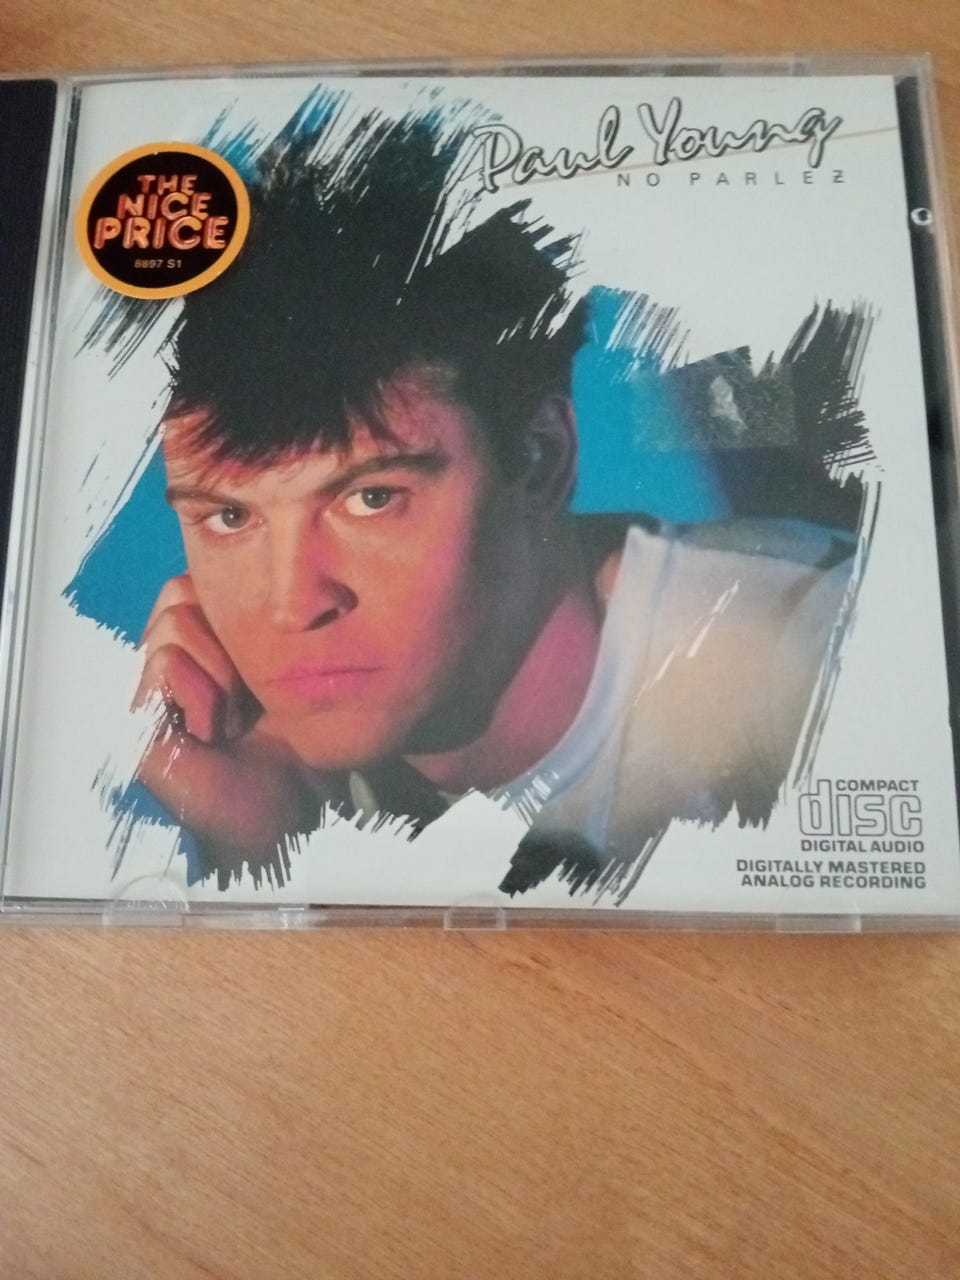 Paul Young
NO PARLEZ
THE
NICE
PRICE
8897 S1
COMPACT
disc
DIGITAL AUDIO
DIGITALLY MASTERED
ANALOG RECORDING